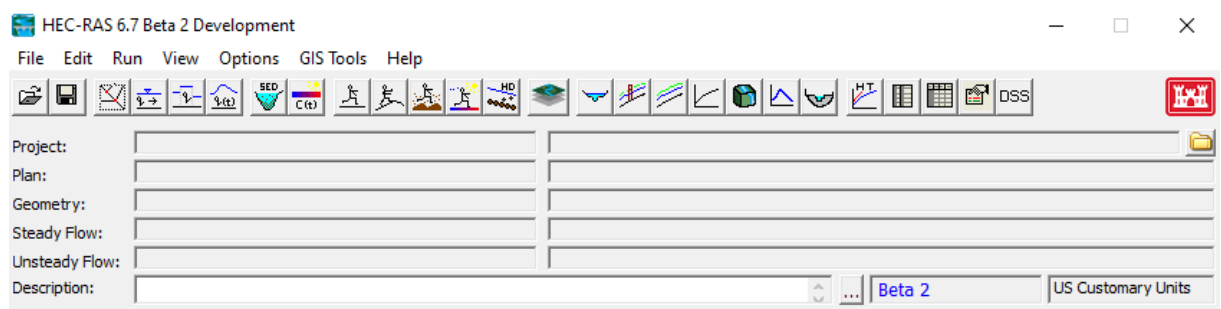 HEC-RAS 6.7 Beta 2 Development
File Edit Run View Options GIS Tools Help
SED C(t) HD HT DSS
Project:
Plan:
Geometry:
Steady Flow:
Unsteady Flow:
Description: ... Beta 2 US Customary Units